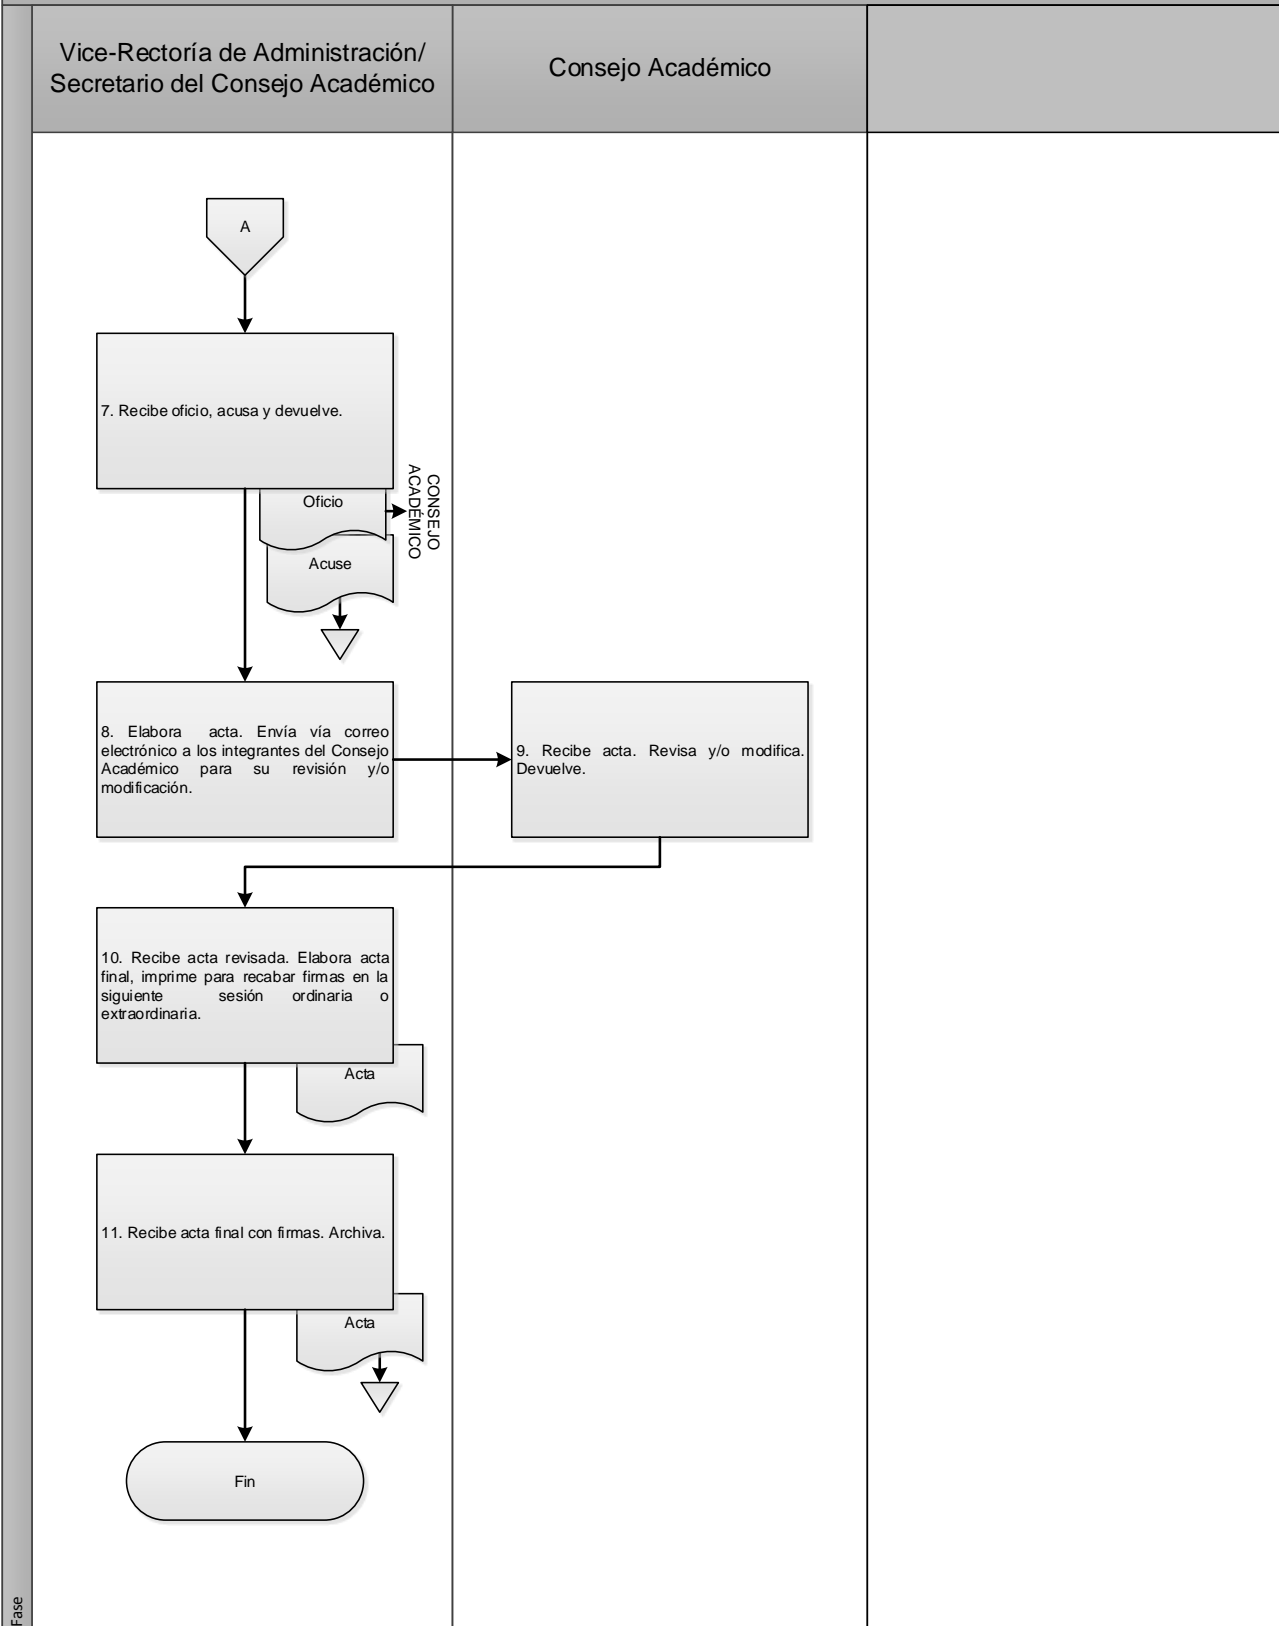 Vice-Rectoría de Administración/
Secretario del Consejo Académico
Consejo Académico
A
7. Recibe oficio, acusa y devuelve.
Oficio
CONSEJO
ACADÉMICO
Acuse
8. Elabora acta. Envía vía correo
electrónico a los integrantes del Consejo
Académico para su revisión y/o
modificación.
9. Recibe acta. Revisa y/o modifica.
Devuelve.
10. Recibe acta revisada. Elabora acta
final, imprime para recabar firmas en la
siguiente sesión ordinaria o
extraordinaria.
Acta
11. Recibe acta final con firmas. Archiva.
Acta
Fin
Fase